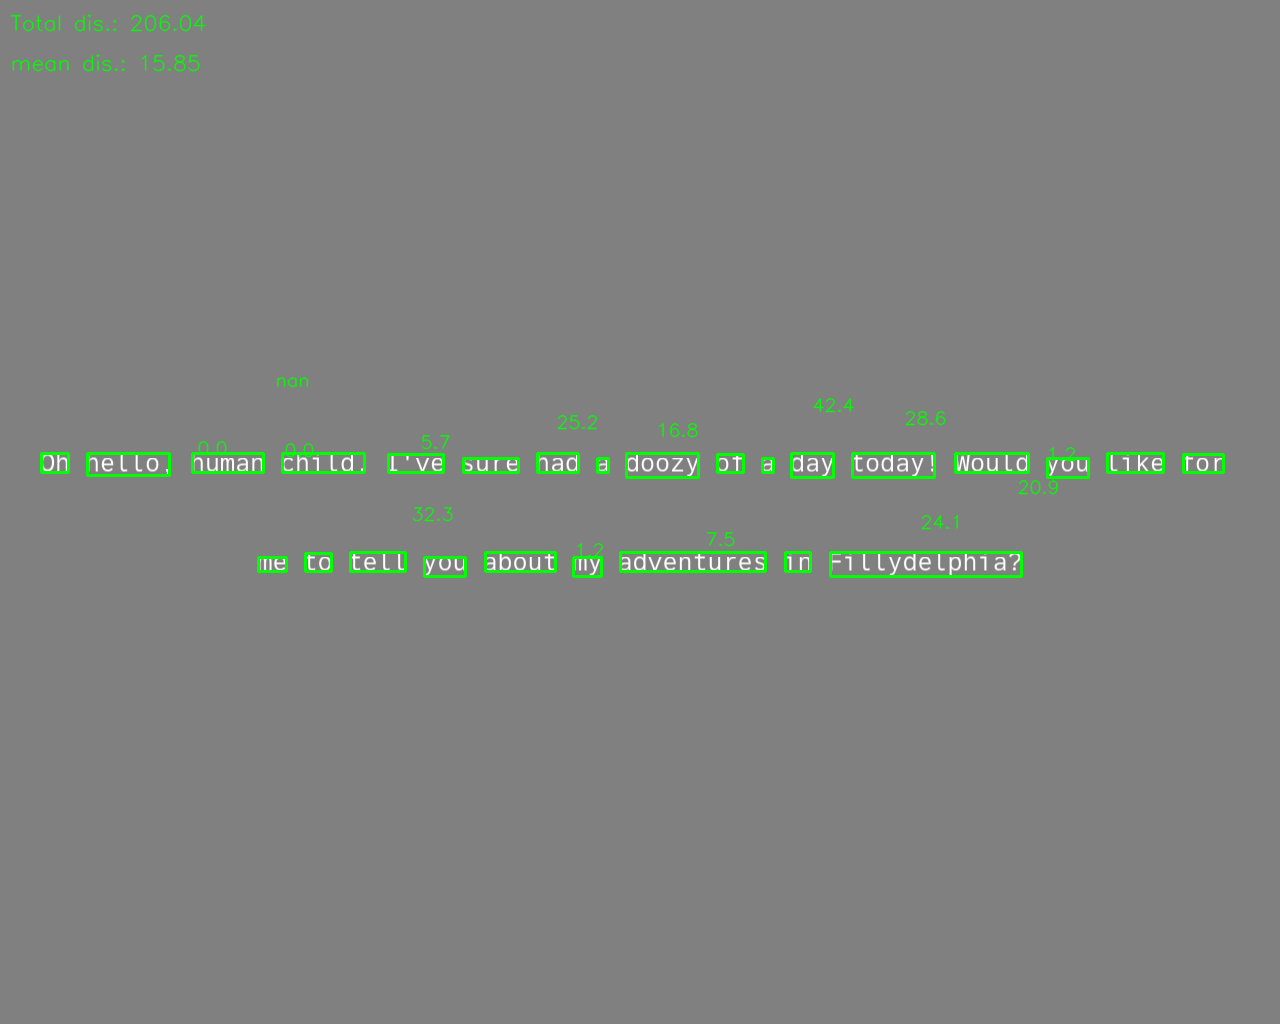 Total dis.: 206.04
mean dis.: 15.85
nan
42.4
28.6
25.2
16.8
5.7
0.0
0.0
1.2
Oh hello, human child. I've sure had a doozy of a day today! Would you like for
20.9
32.3
24.1
7.5
1.2
me to tell you about my adventures in Fillydelphia?